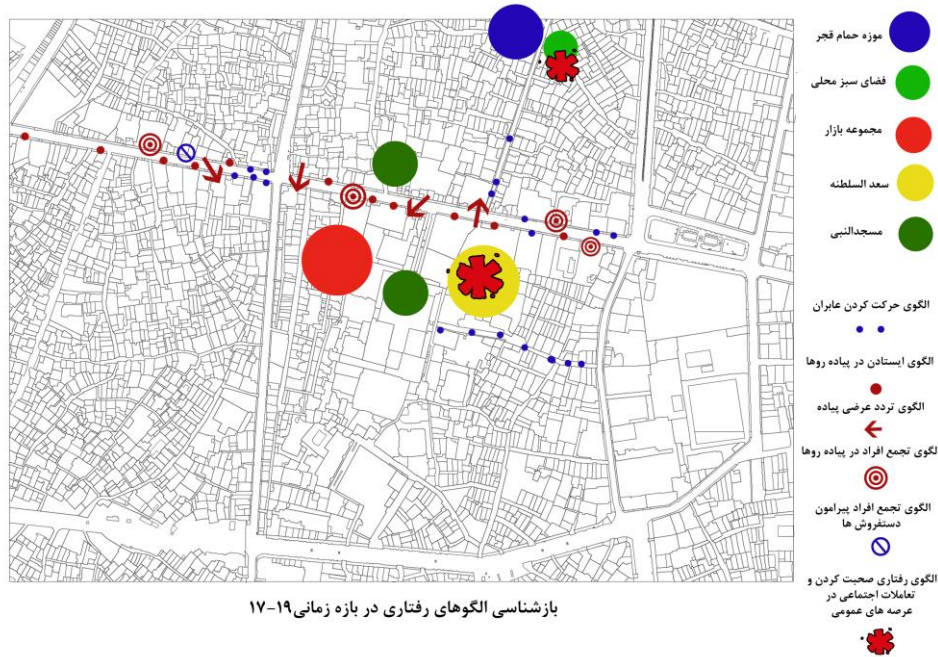 موزه حمام قجر
فضای سبز محلی
مجموعه بازار
سعد السلطنه
مسجدالنبی
الگوی حرکت کردن عابران
الگوی ایستادن در پیاده روها
الگوی تردد عرضی پیاده
لگوی تجمع افراد در پیاده روها
الگوی تجمع افراد پیرامون
دستفروش ها
الگوی رفتاری صحبت کردن و
تعاملات اجتماعی در
عرصه های عمومی
بازشناسی الگوهای رفتاری در بازه زمانی۱۹-۱۷